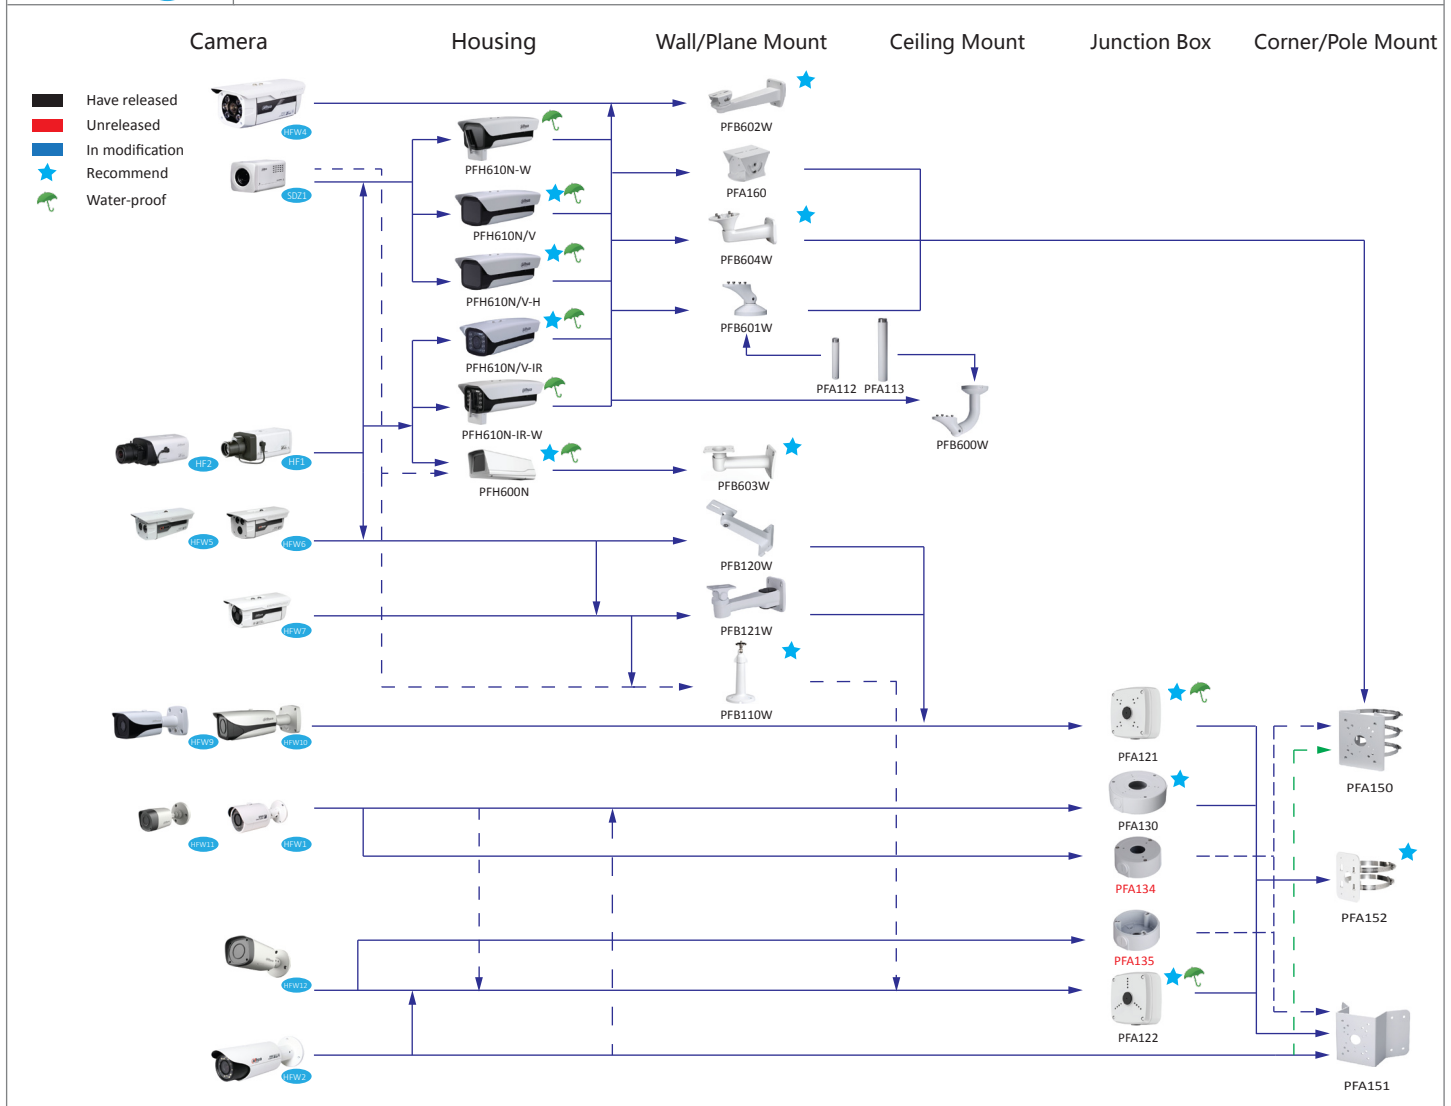 Camera
Housing
Wall/Plane Mount
Ceiling Mount
Junction Box
Corner/Pole Mount
Have released
Unreleased
In modification
Recommend
Water-proof
HFW4
SDZ1
HF2
HF1
HFW5
HFW6
HFW7
HFW9
HFW10
HFW11
HFW1
HFW12
HFW2
PFH610N-W
PFH610N/V
PFH610N/V-H
PFH610N/V-IR
PFH610N-IR-W
PFH600N
PFB602W
PFA160
PFB604W
PFB601W
PFA112
PFA113
PFB600W
PFB603W
PFB120W
PFB121W
PFB110W
PFA121
PFA130
PFA134
PFA135
PFA122
PFA150
PFA152
PFA151